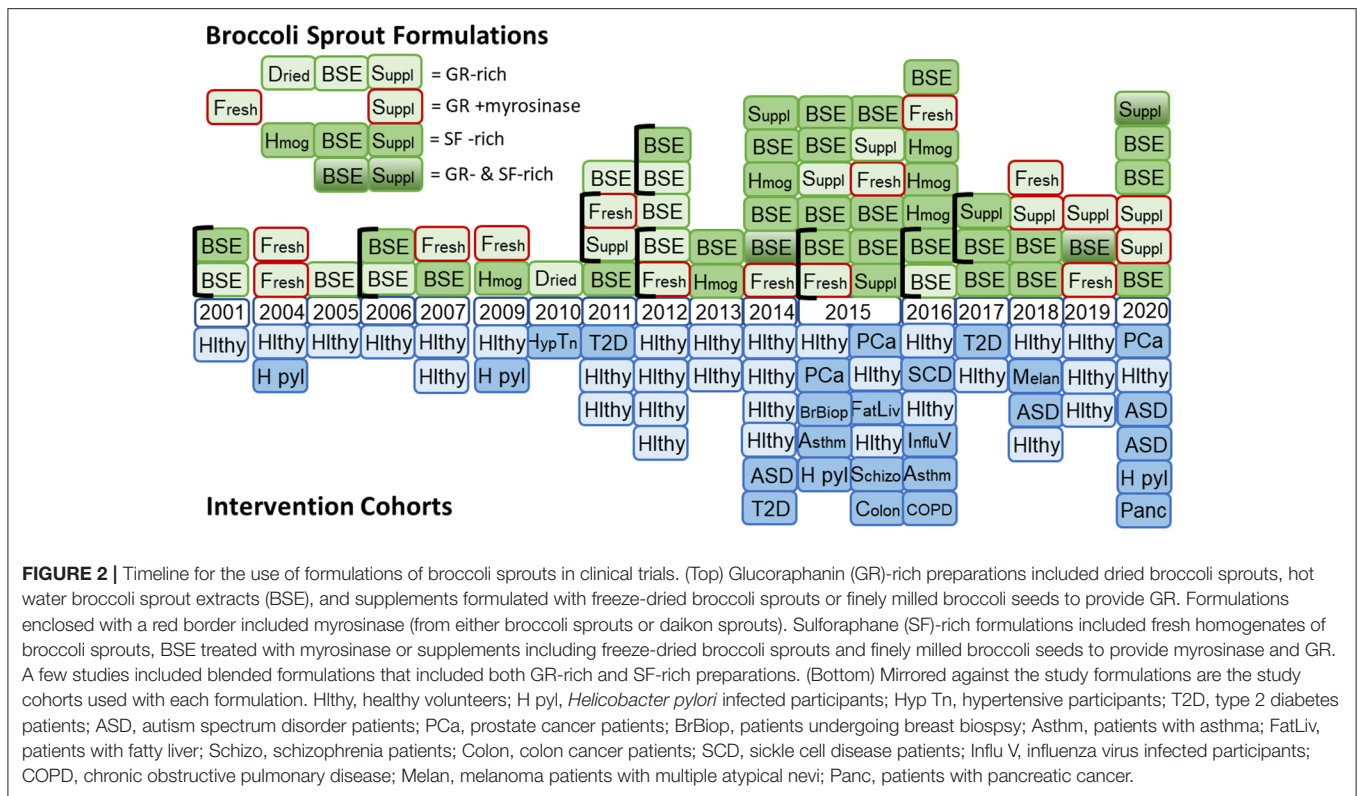 Broccoli Sprout Formulations
Dried BSE Suppl = GR-rich
Fresh Suppl = GR +myrosinase
Hmog BSE Suppl = SF -rich
BSE Suppl = GR- & SF-rich
BSE
Suppl BSE BSE Fresh Suppl
BSE BSE BSE Suppl Hmog BSE
BSE BSE Hmog Suppl Fresh Hmog Fresh BSE
Fresh BSE BSE BSE BSE Hmog Suppl Suppl Suppl Suppl
BSE Fresh BSE Fresh Fresh Suppl BSE BSE BSE BSE BSE BSE BSE BSE BSE Suppl
BSE Fresh BSE BSE BSE Hmog Dried BSE Fresh Hmog Fresh Fresh Suppl BSE BSE BSE Fresh BSE
2001 2004 2005 2006 2007 2009 2010 2011 2012 2013 2014 2015 2016 2017 2018 2019 2020
Hlthy Hlthy Hlthy Hlthy Hlthy Hlthy HypTn T2D Hlthy Hlthy Hlthy Hlthy PCa Hlthy T2D Hlthy Hlthy PCa
H pyl Hlthy H pyl Hlthy Hlthy Hlthy Hlthy PCa Hlthy SCD Hlthy Melan Hlthy Hlthy
Hlthy Hlthy Hlthy BrBiop FatLiv Hlthy ASD Hlthy ASD
Hlthy Hlthy Asthm Hlthy InfluV Hlthy ASD
ASD H pyl Schizo Asthm H pyl
T2D Colon COPD Panc
Intervention Cohorts
FIGURE 2 | Timeline for the use of formulations of broccoli sprouts in clinical trials. (Top) Glucoraphanin (GR)-rich preparations included dried broccoli sprouts, hot
water broccoli sprout extracts (BSE), and supplements formulated with freeze-dried broccoli sprouts or finely milled broccoli seeds to provide GR. Formulations
enclosed with a red border included myrosinase (from either broccoli sprouts or daikon sprouts). Sulforaphane (SF)-rich formulations included fresh homogenates of
broccoli sprouts, BSE treated with myrosinase or supplements including freeze-dried broccoli sprouts and finely milled broccoli seeds to provide myrosinase and GR.
A few studies included blended formulations that included both GR-rich and SF-rich preparations. (Bottom) Mirrored against the study formulations are the study
cohorts used with each formulation. Hlthy, healthy volunteers; H pyl, Helicobacter pylori infected participants; Hyp Tn, hypertensive participants; T2D, type 2 diabetes
patients; ASD, autism spectrum disorder patients; PCa, prostate cancer patients; BrBiop, patients undergoing breast biospsy; Asthm, patients with asthma; FatLiv,
patients with fatty liver; Schizo, schizophrenia patients; Colon, colon cancer patients; SCD, sickle cell disease patients; Influ V, influenza virus infected participants;
COPD, chronic obstructive pulmonary disease; Melan, melanoma patients with multiple atypical nevi; Panc, patients with pancreatic cancer.